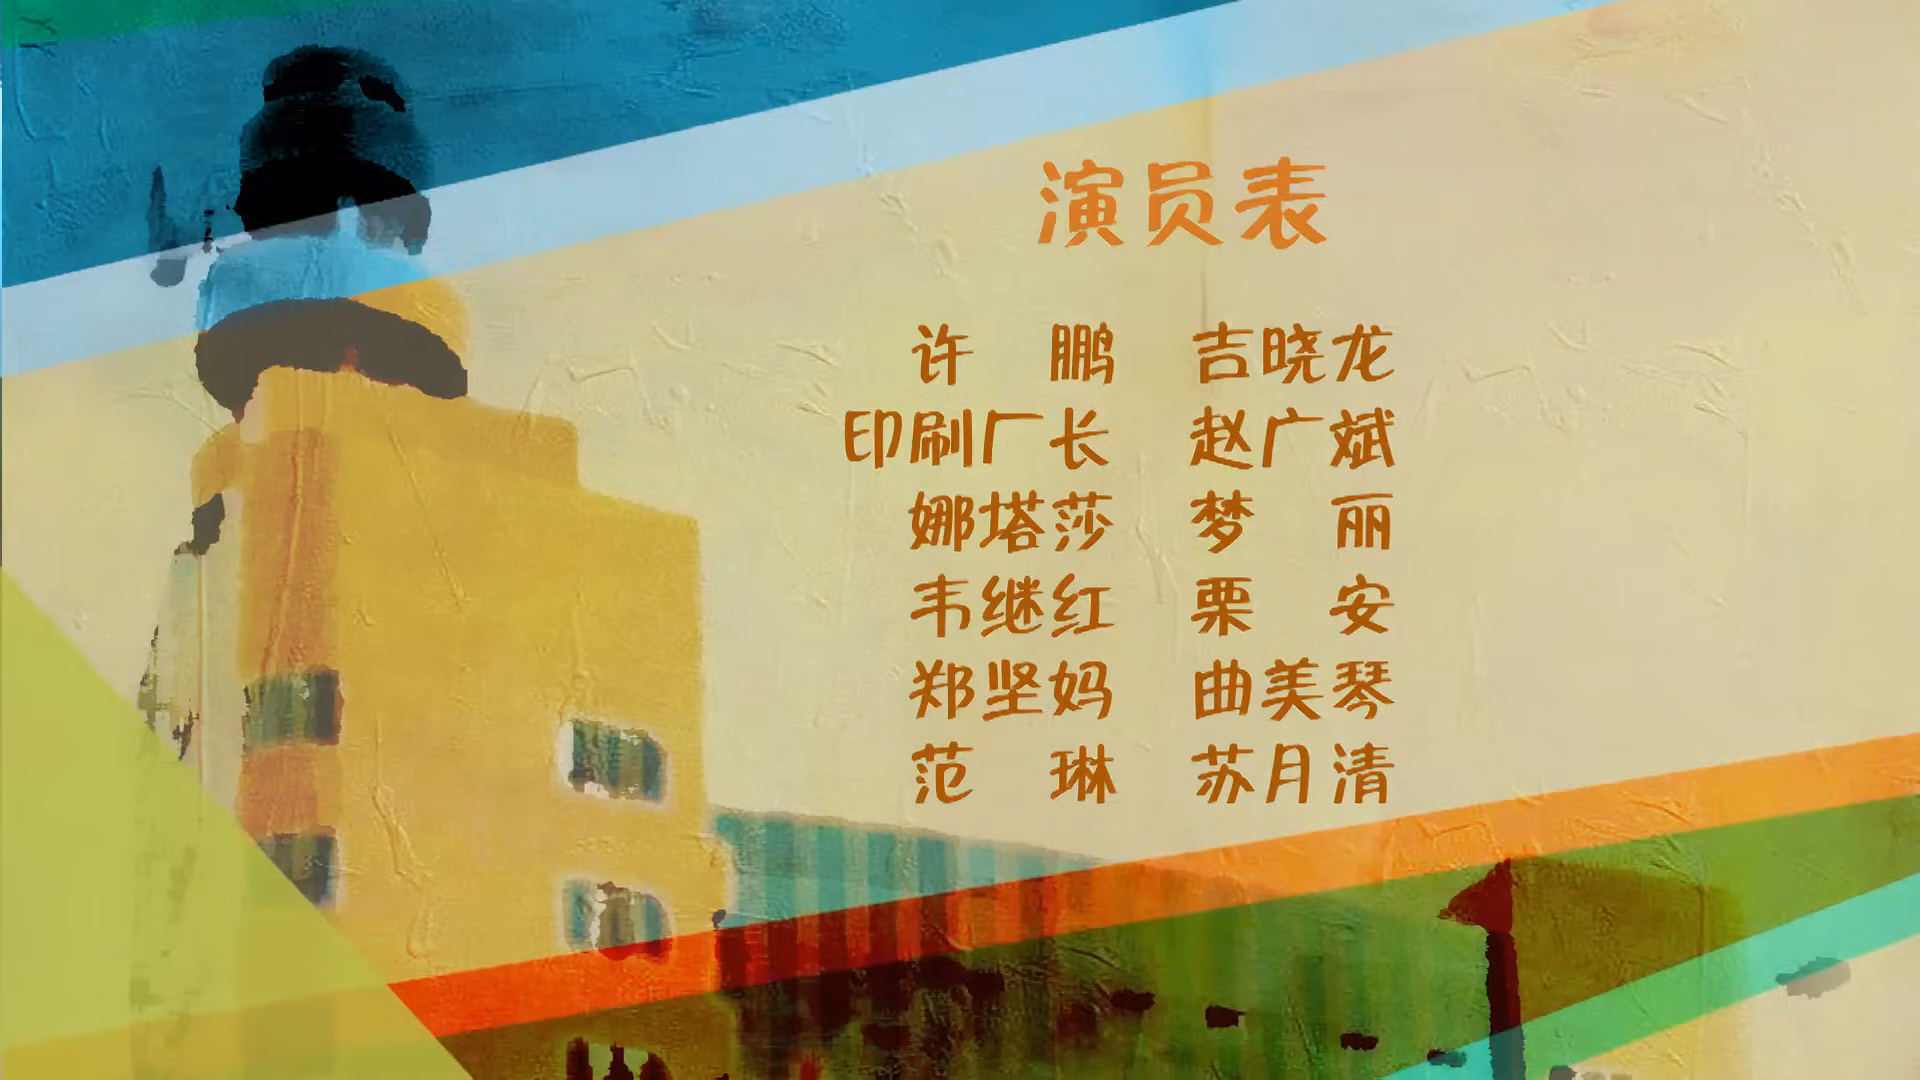 演员表
许 鹏 吉晓龙
印刷厂长 赵广斌
娜塔莎 梦 丽
韦继红 栗 安
郑坚妈 曲美琴
范 琳 苏月清